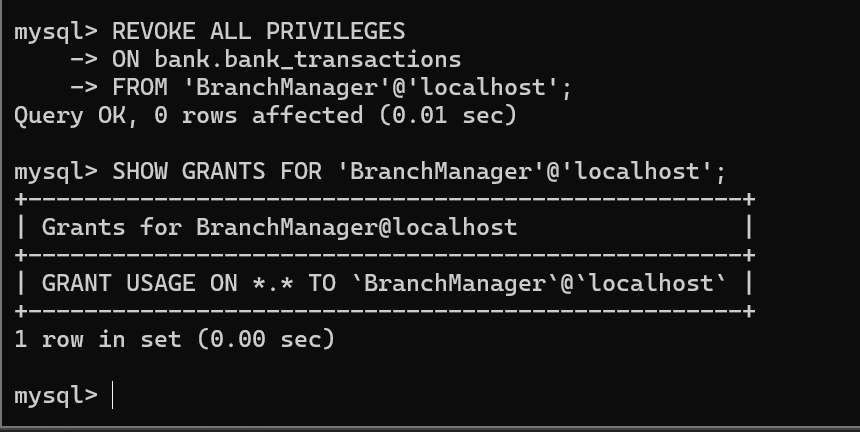 mysql> REVOKE ALL PRIVILEGES
    -> ON bank.bank_transactions
    -> FROM 'BranchManager'@'localhost';
Query OK, 0 rows affected (0.01 sec)

mysql> SHOW GRANTS FOR 'BranchManager'@'localhost';
+---------------------------------------------------+
| Grants for BranchManager@localhost                |
+---------------------------------------------------+
| GRANT USAGE ON *.* TO `BranchManager`@`localhost` |
+---------------------------------------------------+
1 row in set (0.00 sec)

mysql>